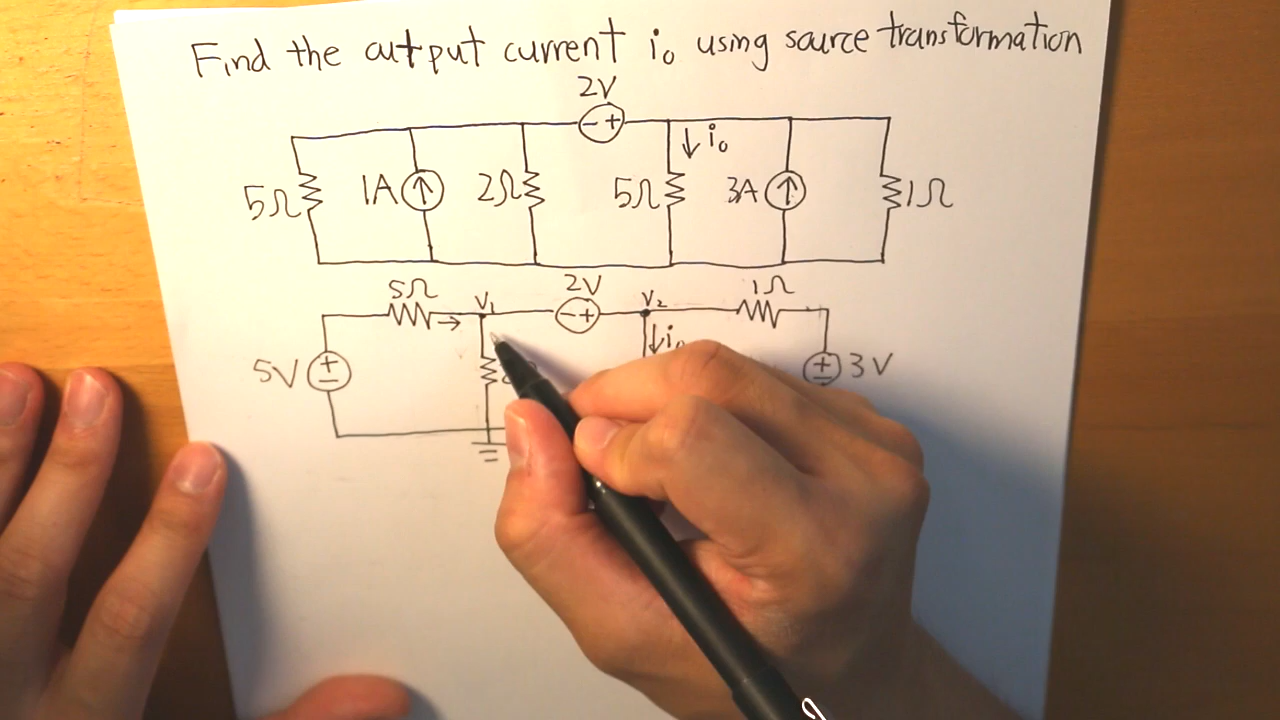 Find the output current i₀ using source transformation
2V
- +
i₀
5Ω 1A 2Ω 5Ω 3A 1Ω
5Ω V₁ 2V V₂ 1Ω
- +
i₀
5V + - + - 3V